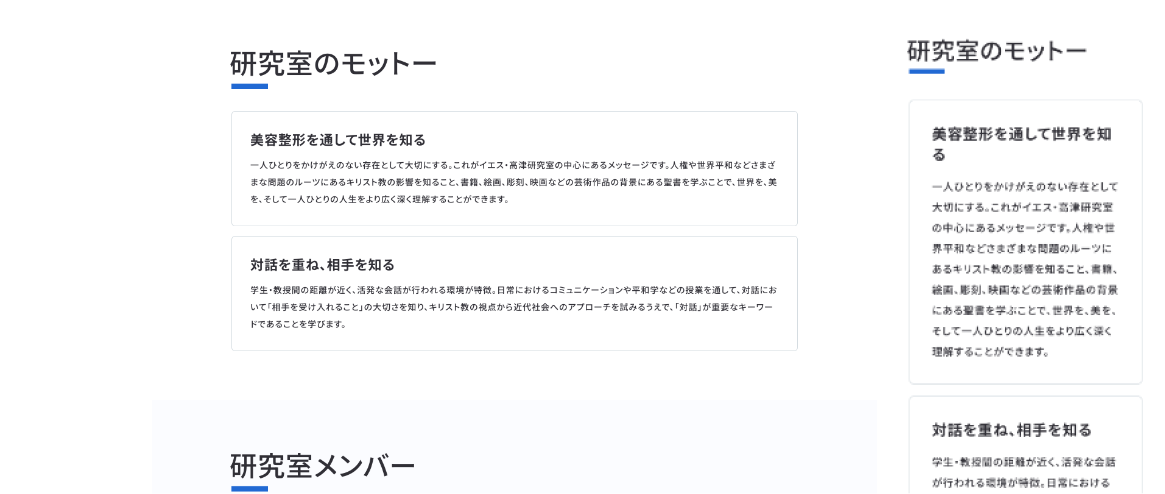 研究室のモットー
美容整形を通して世界を知る
一人ひとりをかけがえのない存在として大切にする。これがイエス・高津研究室の中心にあるメッセージです。人権や世界平和などさまざ
まな問題のルーツにあるキリスト教の影響を知ること、書籍、絵画、彫刻、映画などの芸術作品の背景にある聖書を学ぶことで、世界を、美
を、そして一人ひとりの人生をより広く深く理解することができます。
対話を重ね、相手を知る
学生・教授間の距離が近く、活発な会話が行われる環境が特徴。日常におけるコミュニケーションや平和学などの授業を通して、対話にお
いて「相手を受け入れること」の大切さを知り、キリスト教の視点から近代社会へのアプローチを試みるうえで、「対話」が重要なキーワー
ドであることを学びます。
研究室メンバー
研究室のモットー
美容整形を通して世界を知
る
一人ひとりをかけがえのない存在として
大切にする。これがイエス・高津研究室
の中心にあるメッセージです。人権や世
界平和などさまざまな問題のルーツに
あるキリスト教の影響を知ること、書籍、
絵画、彫刻、映画などの芸術作品の背景
にある聖書を学ぶことで、世界を、美を、
そして一人ひとりの人生をより広く深く
理解することができます。
対話を重ね、相手を知る
学生・教授間の距離が近く、活発な会話
が行われる環境が特徴。日常における